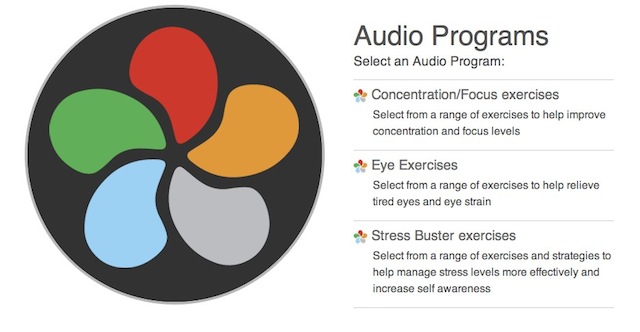 Audio Programs
Select an Audio Program:
Concentration/Focus exercises
Select from a range of exercises to help improve
concentration and focus levels
Eye Exercises
Select from a range of exercises to help relieve
tired eyes and eye strain
Stress Buster exercises
Select from a range of exercises and strategies to
help manage stress levels more effectively and
increase self awareness